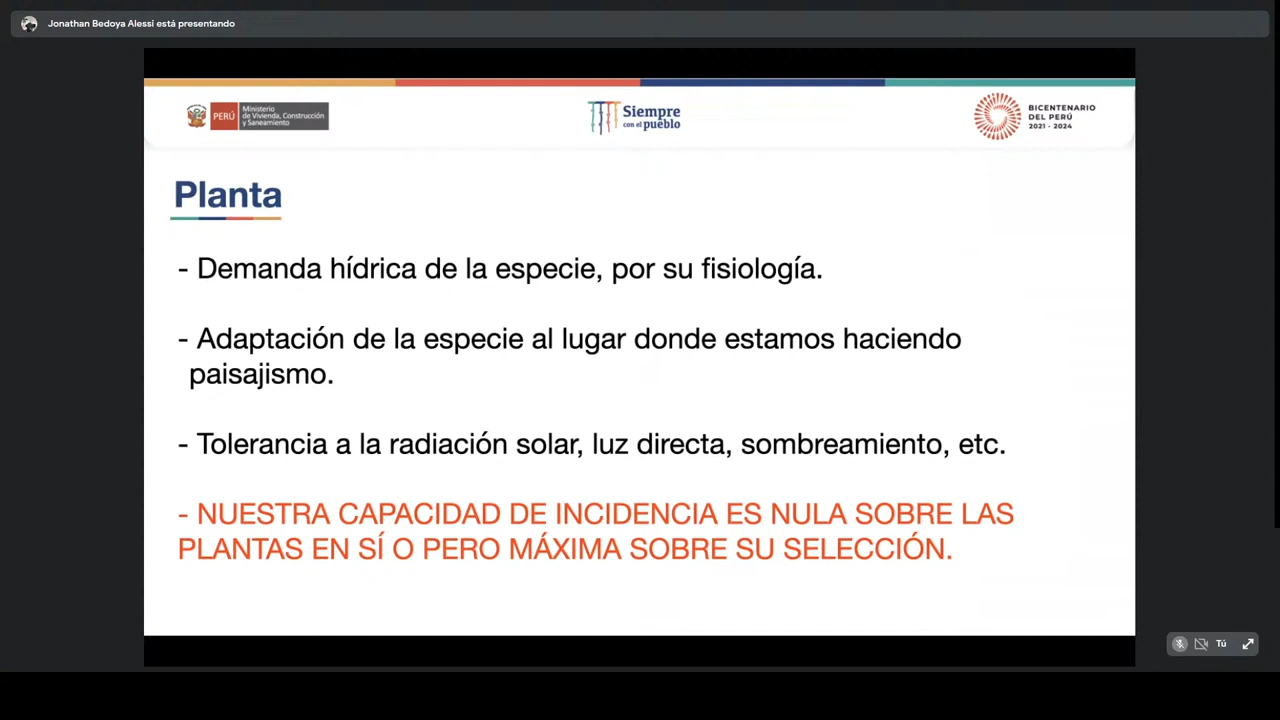 Jonathan Bedoya Alessi está presentando
PERÚ
Ministerio
de Vivienda, Construcción
y Saneamiento
Siempre
con el pueblo
BICENTENARIO
DEL PERÚ
2021 - 2024
Planta
- Demanda hídrica de la especie, por su fisiología.
- Adaptación de la especie al lugar donde estamos haciendo
paisajismo.
- Tolerancia a la radiación solar, luz directa, sombreamiento, etc.
- NUESTRA CAPACIDAD DE INCIDENCIA ES NULA SOBRE LAS
PLANTAS EN SÍ O PERO MÁXIMA SOBRE SU SELECCIÓN.
Tú